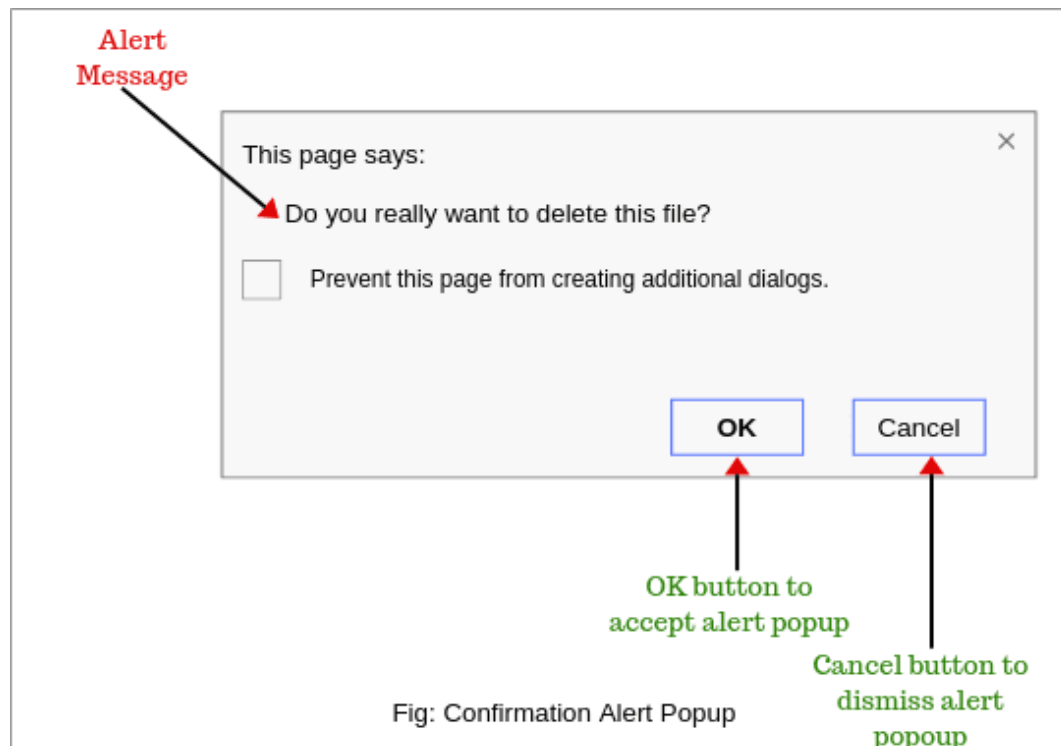 Alert
Message
This page says:
×
Do you really want to delete this file?
Prevent this page from creating additional dialogs.
OK
Cancel
OK button to
accept alert popup
Cancel button to
dismiss alert
popoup
Fig: Confirmation Alert Popup